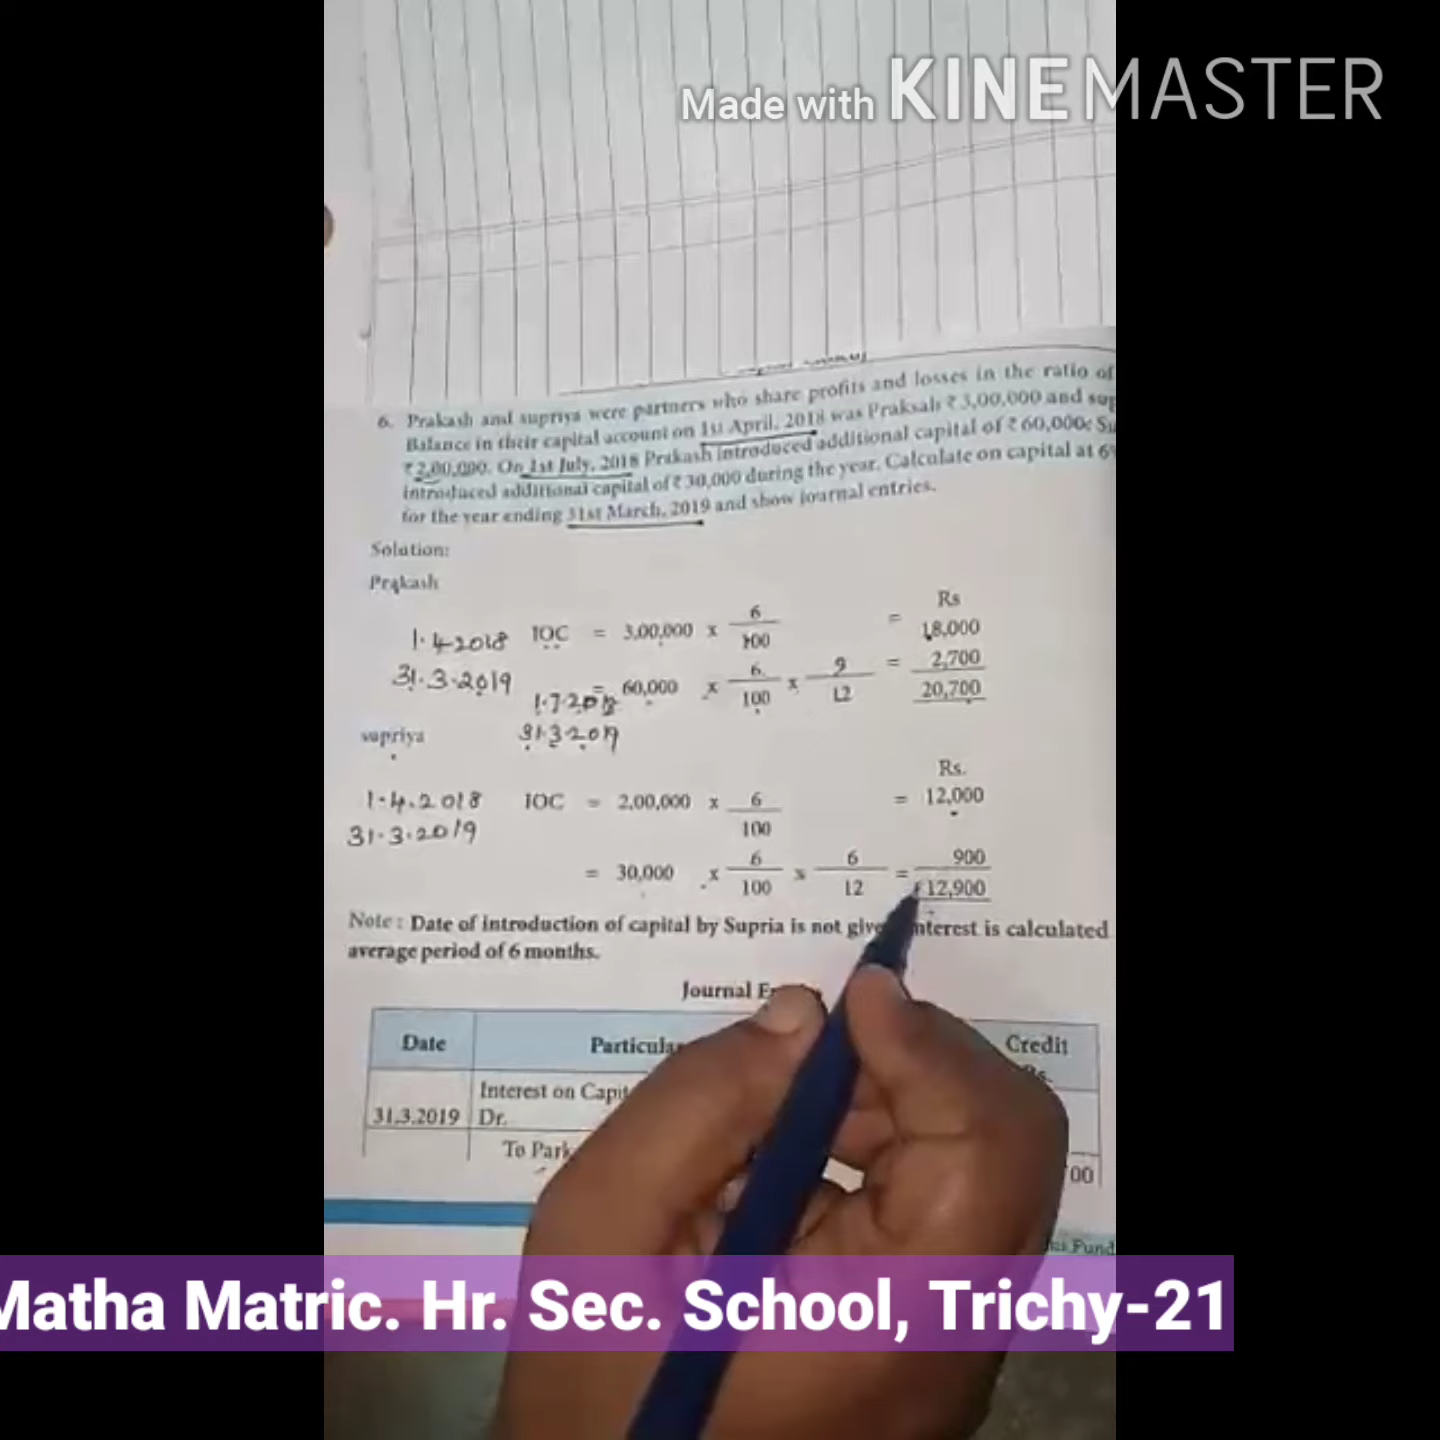 Made with KINEMASTER
6. Prakash and supriya were partners who share profits and losses in the ratio of
Balance in their capital account on 1st April, 2018 was Praksah ₹ 3,00,000 and sup
₹ 2,00,000. On 1st July, 2018 Prakash introduced additional capital of ₹ 60,000: Su
introduced additional capital of ₹ 30,000 during the year. Calculate on capital at 6
for the year ending 31st March, 2019 and show journal entries.
Solution:
Prakash
Rs
1.4.2018 IOC = 3,00,000 x 6/100 = 18,000
31.3.2019 = 60,000 x 6/100 x 9/12 = 2,700
1.7.2018 20,700
supriya 31.3.2019
Rs.
1.4.2018 IOC = 2,00,000 x 6/100 = 12,000
31.3.2019
= 30,000 x 6/100 x 6/12 = 900
12,900
Note : Date of introduction of capital by Supria is not interest is calculated
average period of 6 months.
Journal
Date Credit
Interest on
31.3.2019 Dr.
To
00
Fund
Matha Matric. Hr. Sec. School, Trichy-21